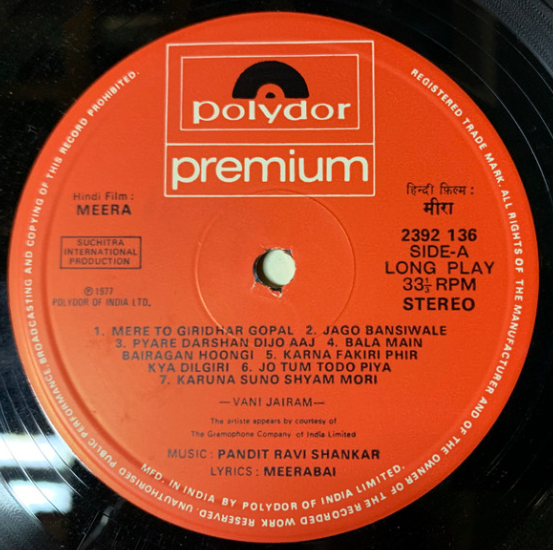 polydor
premium
Hindi Film :
MEERA
SUCHITRA
INTERNATIONAL
PRODUCTION
Ⓟ 1977
POLYDOR OF INDIA LTD.
हिन्दी फ़िल्म :
मीरा
2392 136
SIDE-A
LONG PLAY
33⅓ RPM
STEREO
1. MERE TO GIRIDHAR GOPAL 2. JAGO BANSIWALE
3. PYARE DARSHAN DIJO AAJ 4. BALA MAIN
BAIRAGAN HOONGI 5. KARNA FAKIRI PHIR
KYA DILGIRI 6. JO TUM TODO PIYA
7. KARUNA SUNO SHYAM MORI
—VANI JAIRAM—
The artiste appears by courtesy of
The Gramophone Company of India Limited
MUSIC : PANDIT RAVI SHANKAR
LYRICS : MEERABAI
MFD. IN INDIA BY POLYDOR OF INDIA LIMITED.
REGISTERED TRADE MARK. ALL RIGHTS OF THE MANUFACTURER AND OF THE OWNER OF THE RECORDED WORK RESERVED. UNAUTHORISED PUBLIC PERFORMANCE BROADCASTING AND COPYING OF THIS RECORD PROHIBITED.